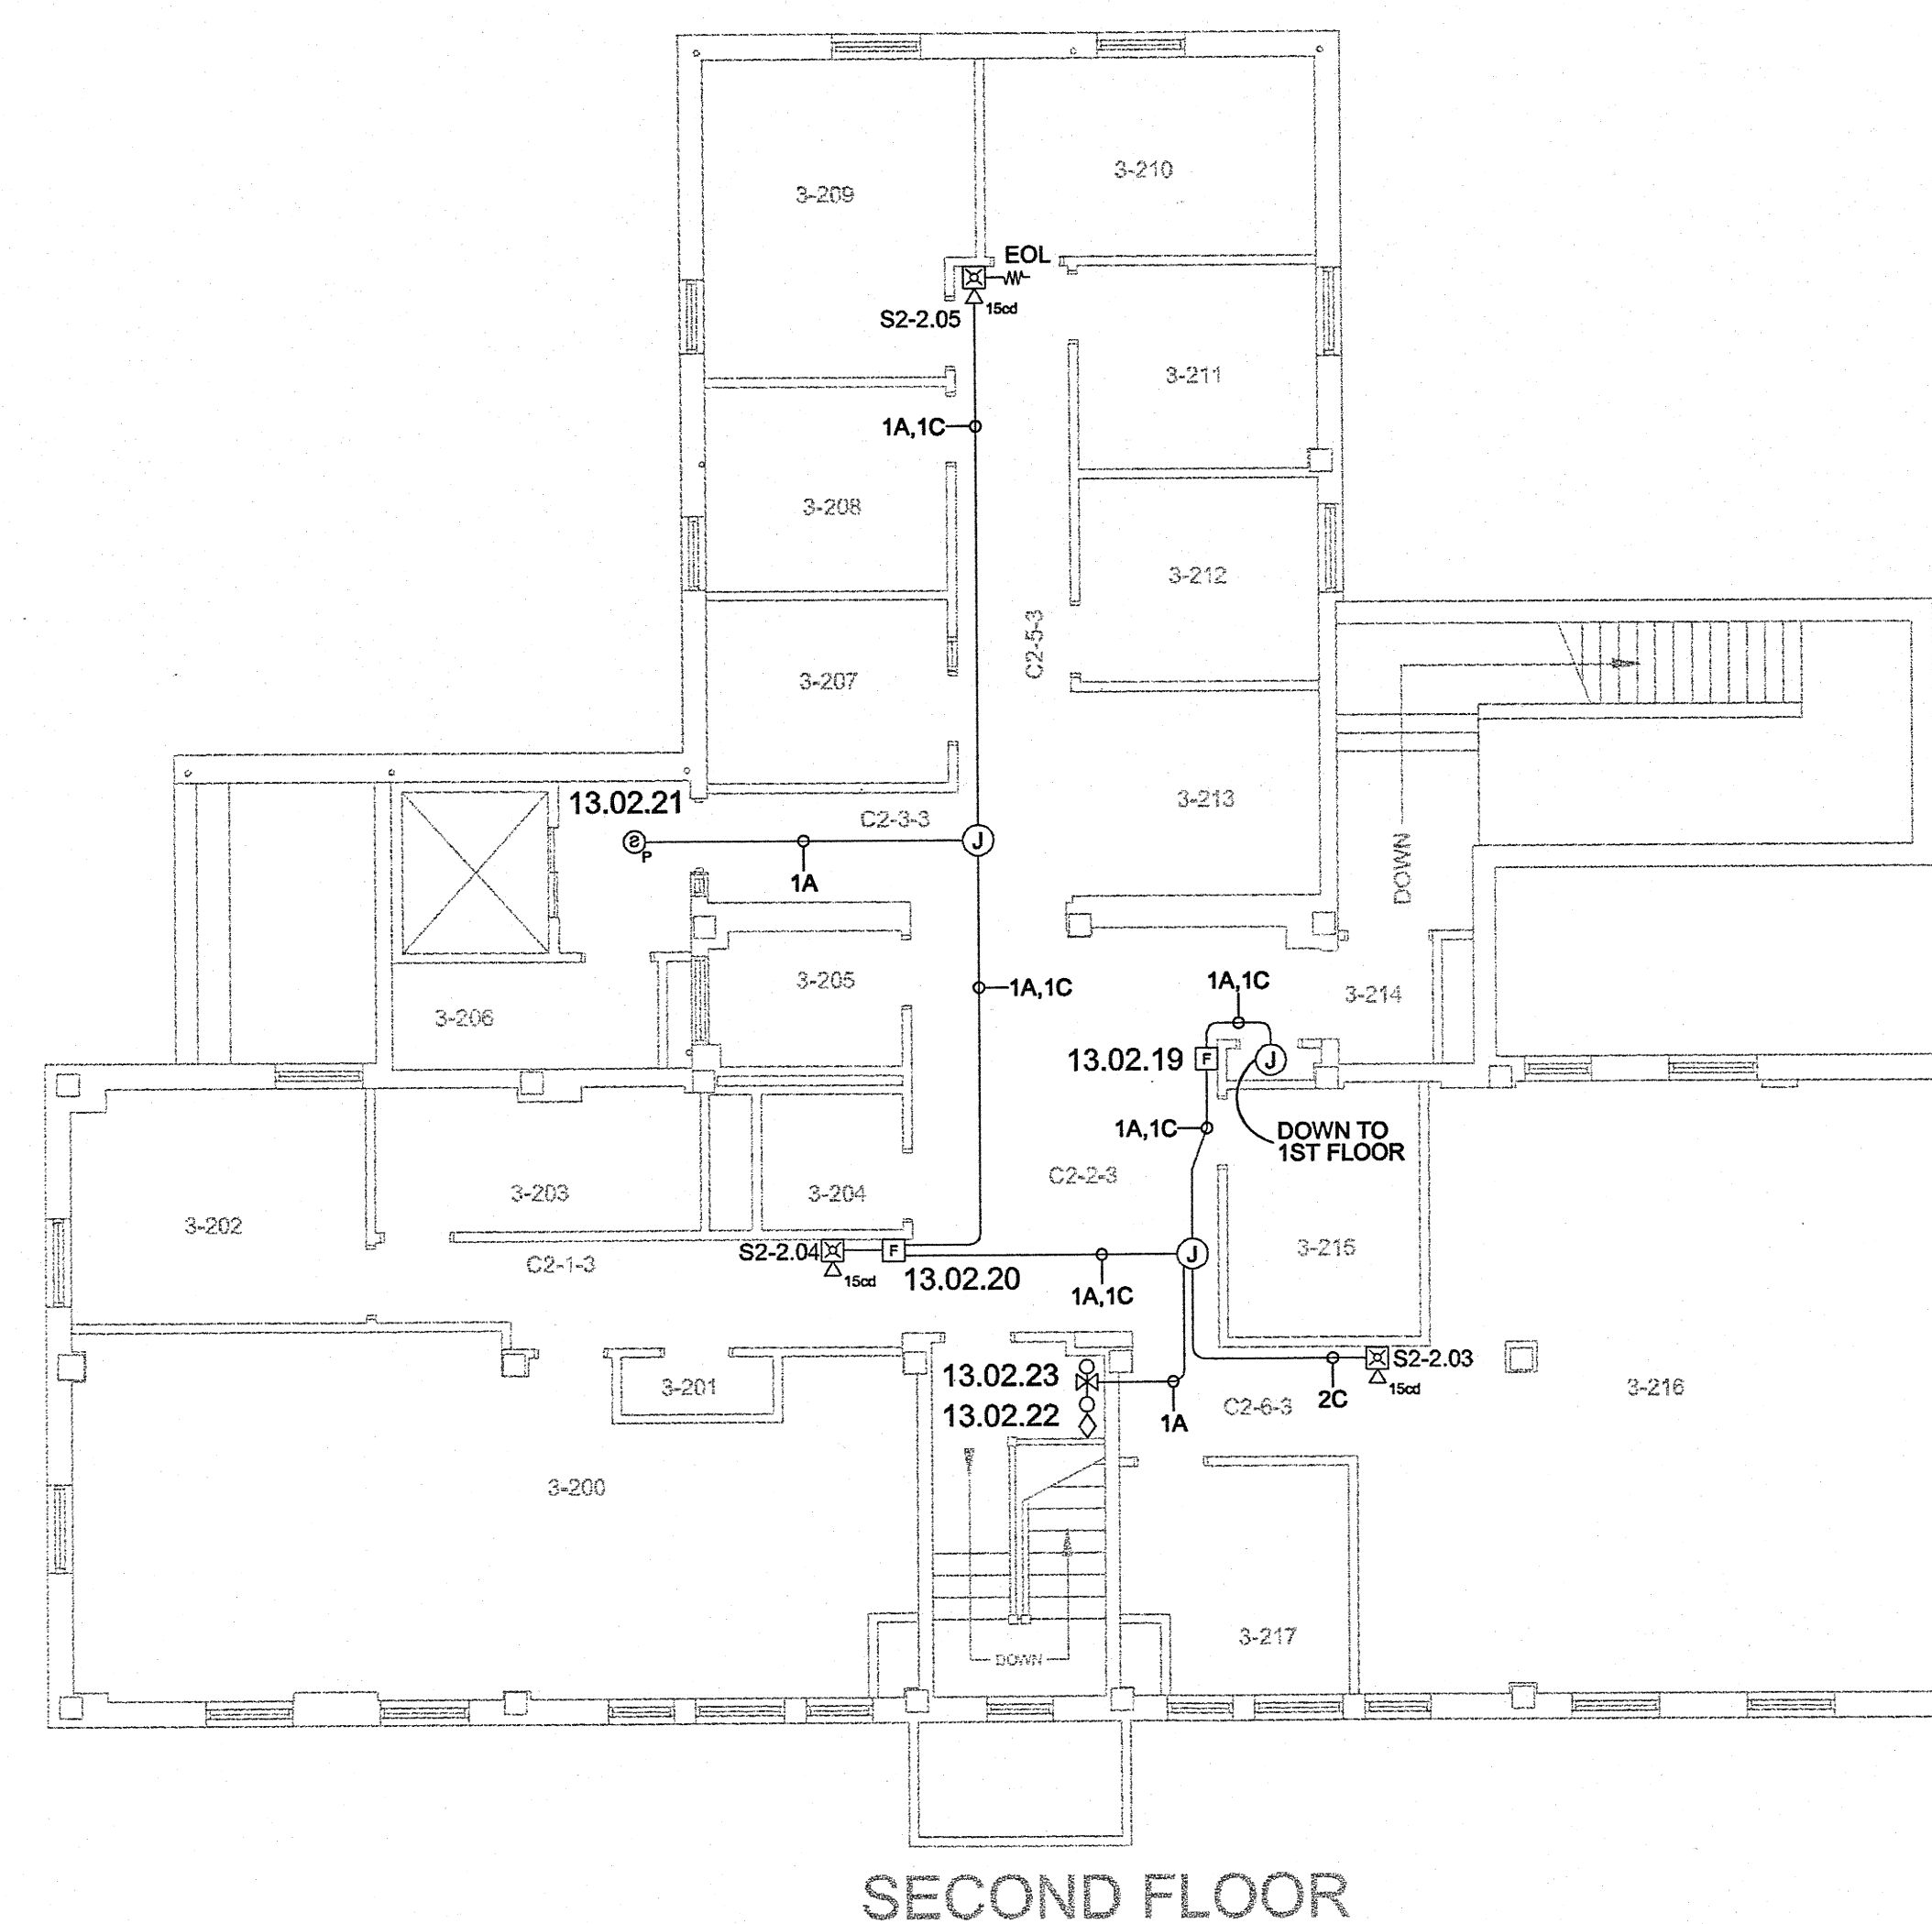 3-209
3-210
EOL
15cd
S2-2.05
3-211
1A,1C
3-208
3-212
C2-5-3
3-207
3-213
13.02.21
C2-3-3
S
P
J
1A
DOWN
3-205
1A,1C
1A,1C
3-214
3-206
13.02.19
F
J
1A,1C
DOWN TO
1ST FLOOR
C2-2-3
3-202
3-203
3-204
C2-1-3
S2-2.04
F
15cd
13.02.20
1A,1C
J
3-215
3-201
13.02.23
13.02.22
1A
S2-2.03
15cd
2C
C2-6-3
3-216
3-200
3-217
DOWN
SECOND FLOOR